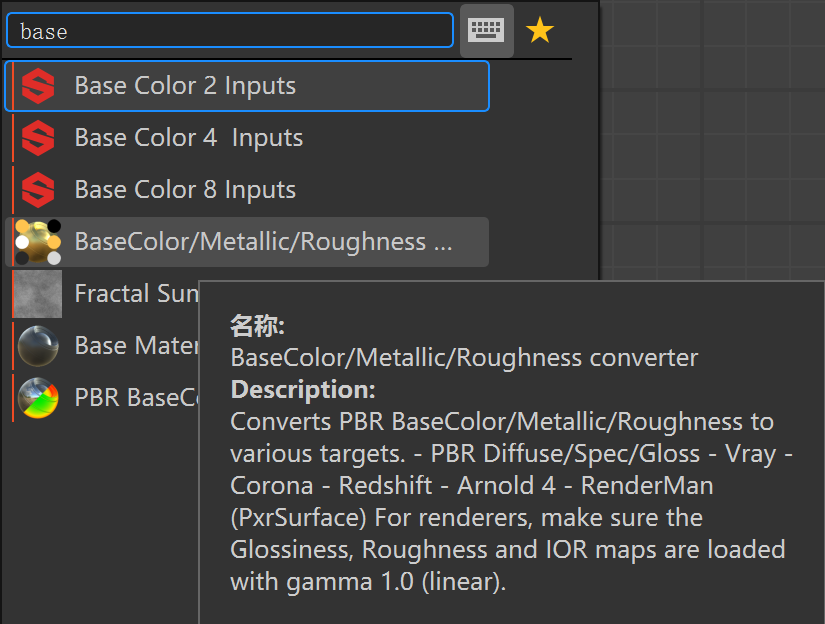 base
Base Color 2 Inputs
Base Color 4  Inputs
Base Color 8 Inputs
BaseColor/Metallic/Roughness ...
Fractal Sun
Base Mater
PBR BaseCo
名称:
BaseColor/Metallic/Roughness converter
Description:
Converts PBR BaseColor/Metallic/Roughness to
various targets. - PBR Diffuse/Spec/Gloss - Vray -
Corona - Redshift - Arnold 4 - RenderMan
(PxrSurface) For renderers, make sure the
Glossiness, Roughness and IOR maps are loaded
with gamma 1.0 (linear).